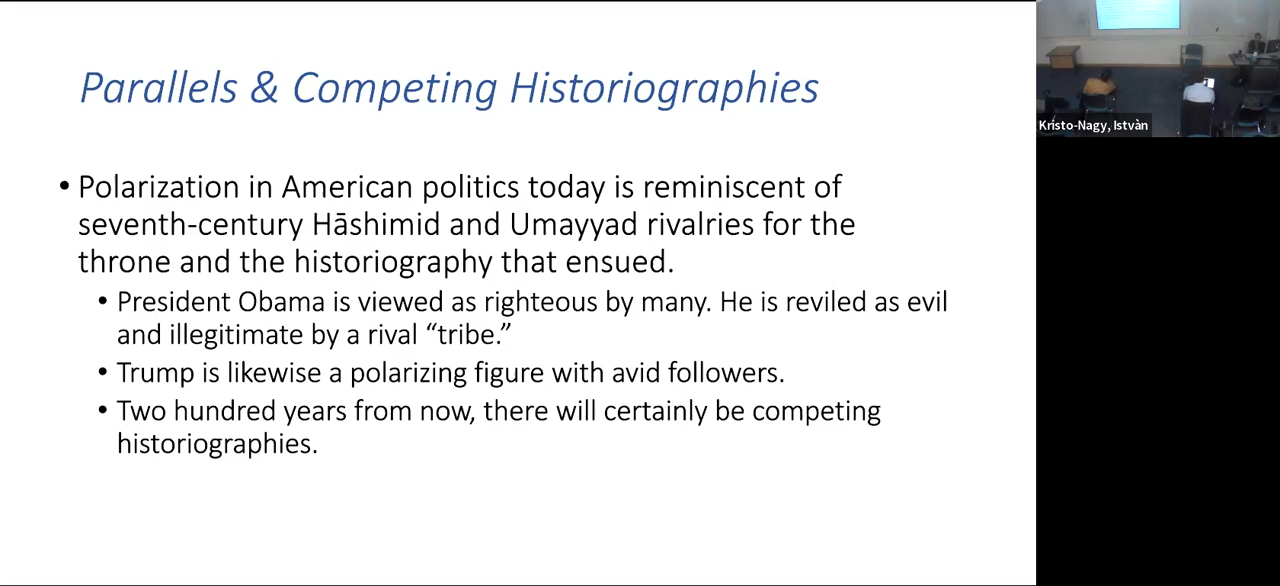 Parallels & Competing Historiographies
• Polarization in American politics today is reminiscent of
seventh-century Hāshimid and Umayyad rivalries for the
throne and the historiography that ensued.
• President Obama is viewed as righteous by many. He is reviled as evil
and illegitimate by a rival “tribe.”
• Trump is likewise a polarizing figure with avid followers.
• Two hundred years from now, there will certainly be competing
historiographies.
Kristo-Nagy, Istvàn